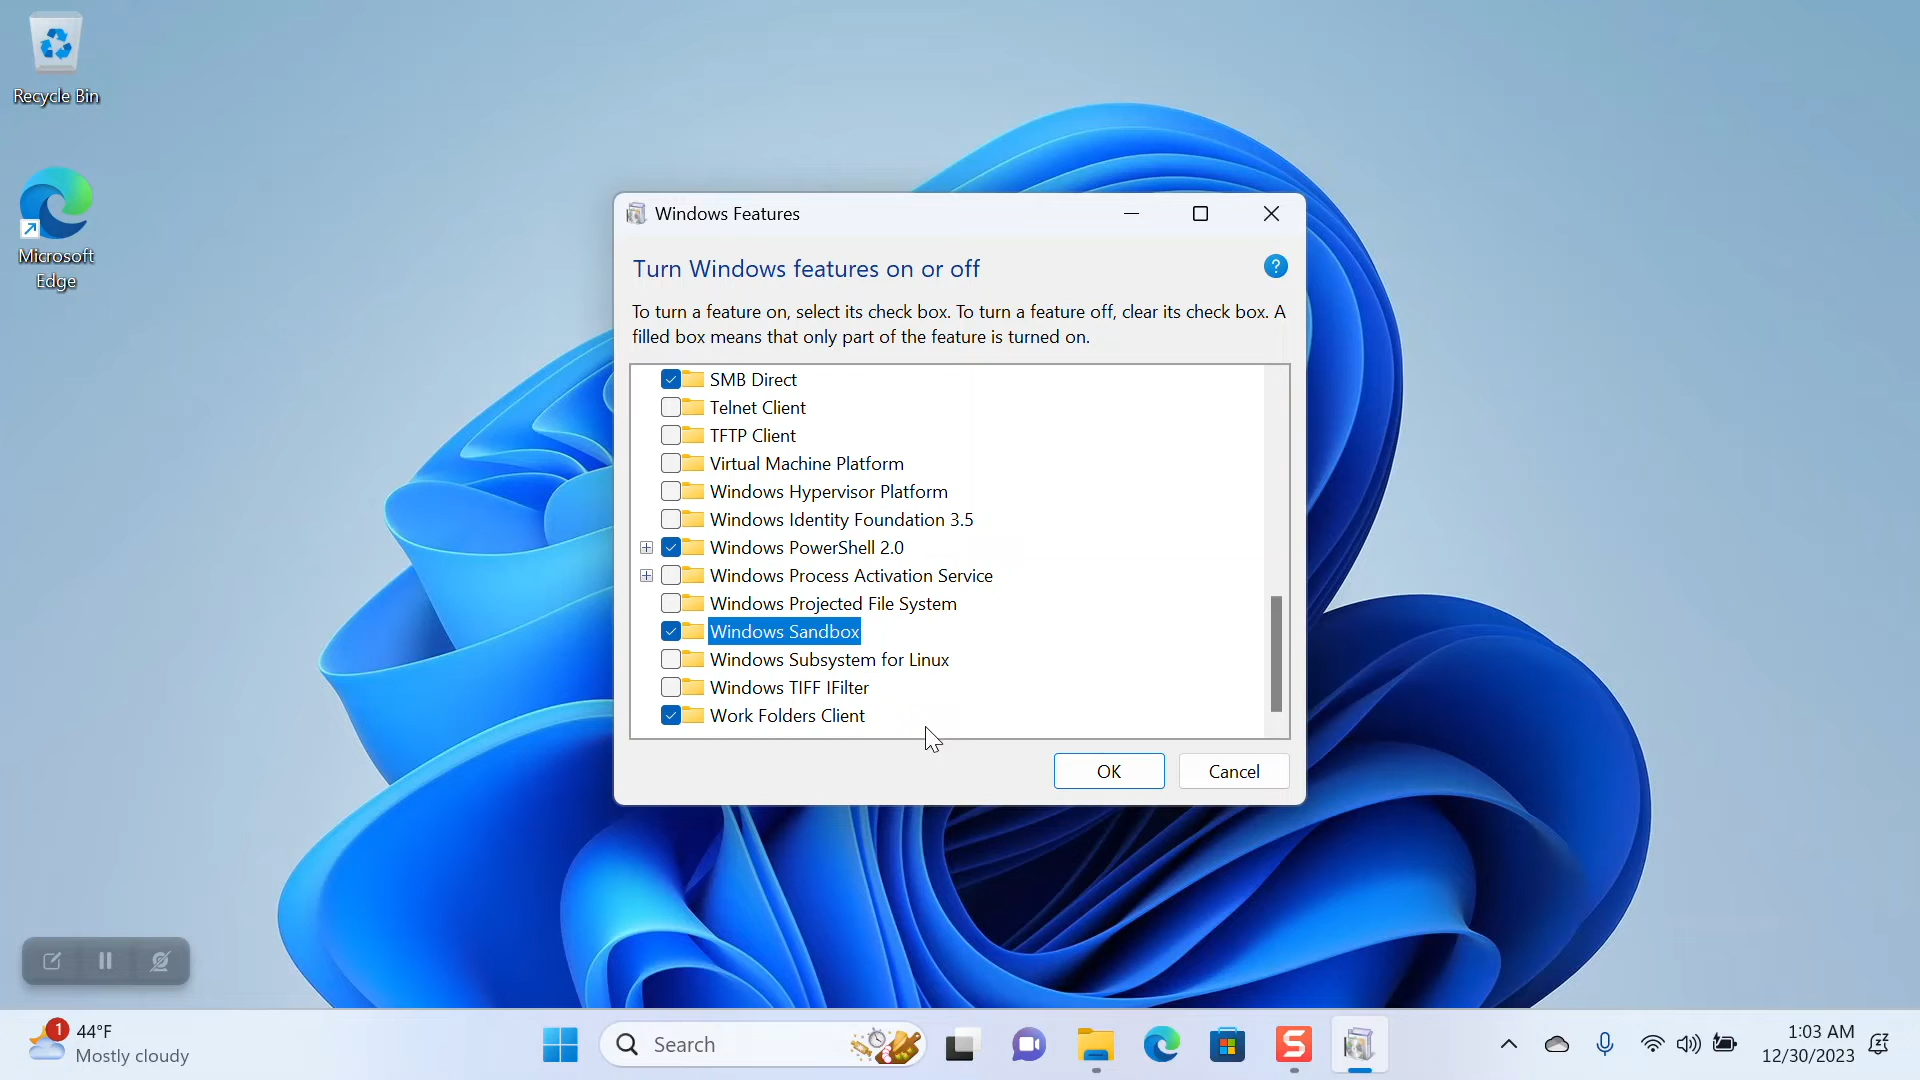 Recycle Bin
Microsoft
Edge
Windows Features
Turn Windows features on or off
?
To turn a feature on, select its check box. To turn a feature off, clear its check box. A
filled box means that only part of the feature is turned on.
SMB Direct
Telnet Client
TFTP Client
Virtual Machine Platform
Windows Hypervisor Platform
Windows Identity Foundation 3.5
Windows PowerShell 2.0
Windows Process Activation Service
Windows Projected File System
Windows Sandbox
Windows Subsystem for Linux
Windows TIFF IFilter
Work Folders Client
OK
Cancel
1
44°F
Mostly cloudy
Search
S
1:03 AM
12/30/2023